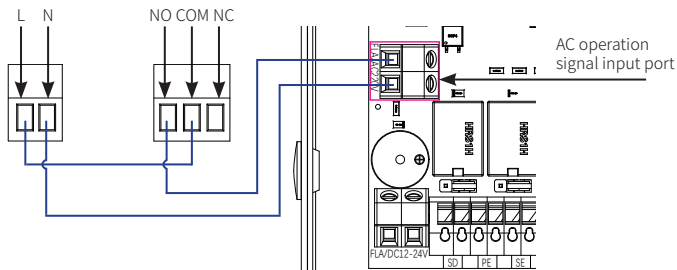 L N
NO COM NC
AC operation
signal input port
FLA/AC220V
HRS1H
HRS1H
FLA/DC12-24V
SD PE SE